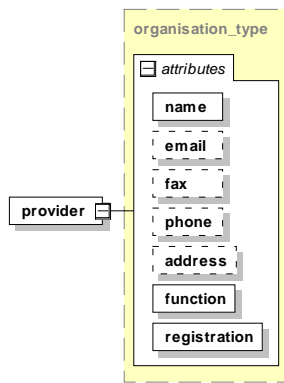 organisation_type
attributes
name
email
fax
provider
phone
address
function
registration